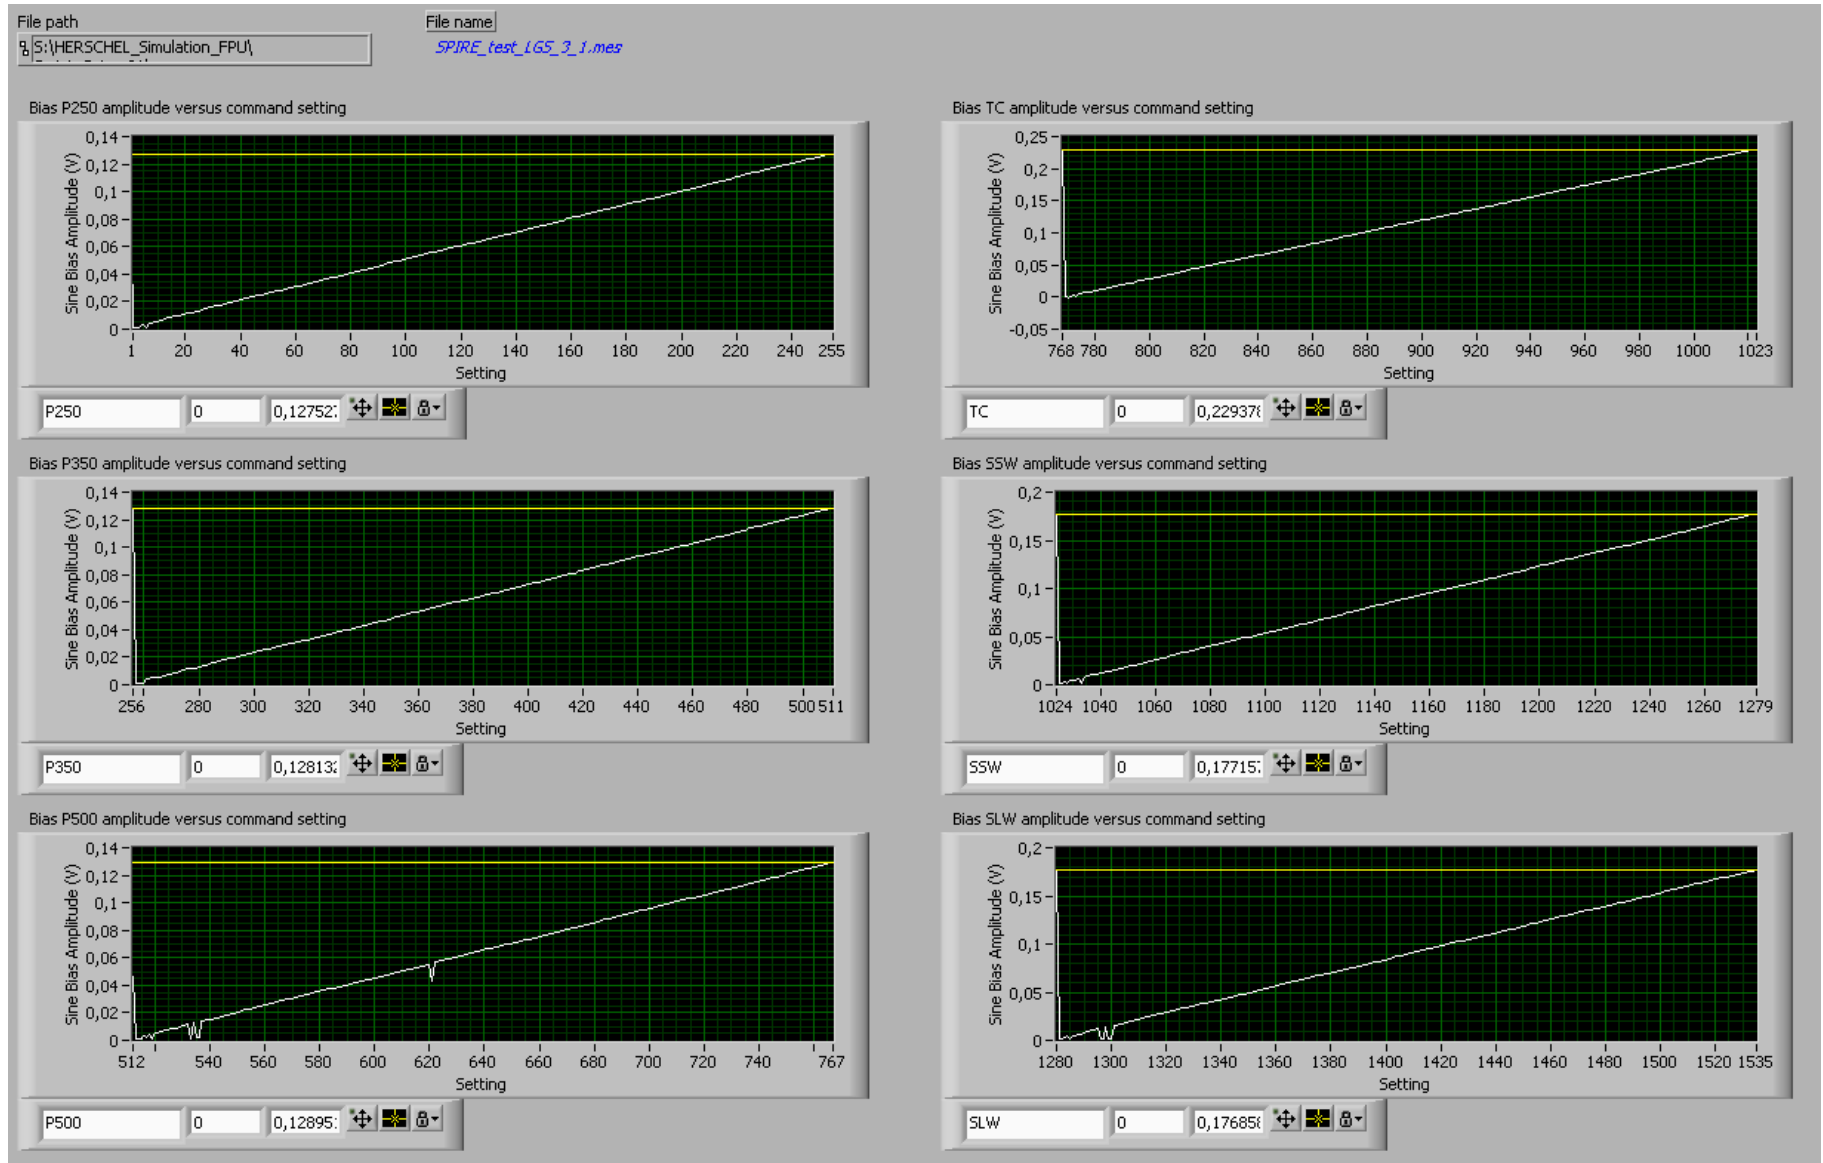 File path
S:\HERSCHEL_Simulation_FPU\
File name
SPIRE_test_LGS_3_1.mes
Bias P250 amplitude versus command setting
Sine Bias Amplitude (V)
0,14
0,12
0,1
0,08
0,06
0,04
0,02
0
1 20 40 60 80 100 120 140 160 180 200 220 240 255
Setting
P250 0 0,12752
Bias TC amplitude versus command setting
Sine Bias Amplitude (V)
0,25
0,2
0,15
0,1
0,05
0
-0,05
768 780 800 820 840 860 880 900 920 940 960 980 1000 1023
Setting
TC 0 0,22937
Bias P350 amplitude versus command setting
Sine Bias Amplitude (V)
0,14
0,12
0,1
0,08
0,06
0,04
0,02
0
256 280 300 320 340 360 380 400 420 440 460 480 500 511
Setting
P350 0 0,12813
Bias SSW amplitude versus command setting
Sine Bias Amplitude (V)
0,2
0,15
0,1
0,05
0
1024 1040 1060 1080 1100 1120 1140 1160 1180 1200 1220 1240 1260 1279
Setting
SSW 0 0,17715
Bias P500 amplitude versus command setting
Sine Bias Amplitude (V)
0,14
0,12
0,1
0,08
0,06
0,04
0,02
0
512 540 560 580 600 620 640 660 680 700 720 740 767
Setting
P500 0 0,12895
Bias SLW amplitude versus command setting
Sine Bias Amplitude (V)
0,2
0,15
0,1
0,05
0
1280 1300 1320 1340 1360 1380 1400 1420 1440 1460 1480 1500 1520 1535
Setting
SLW 0 0,17685